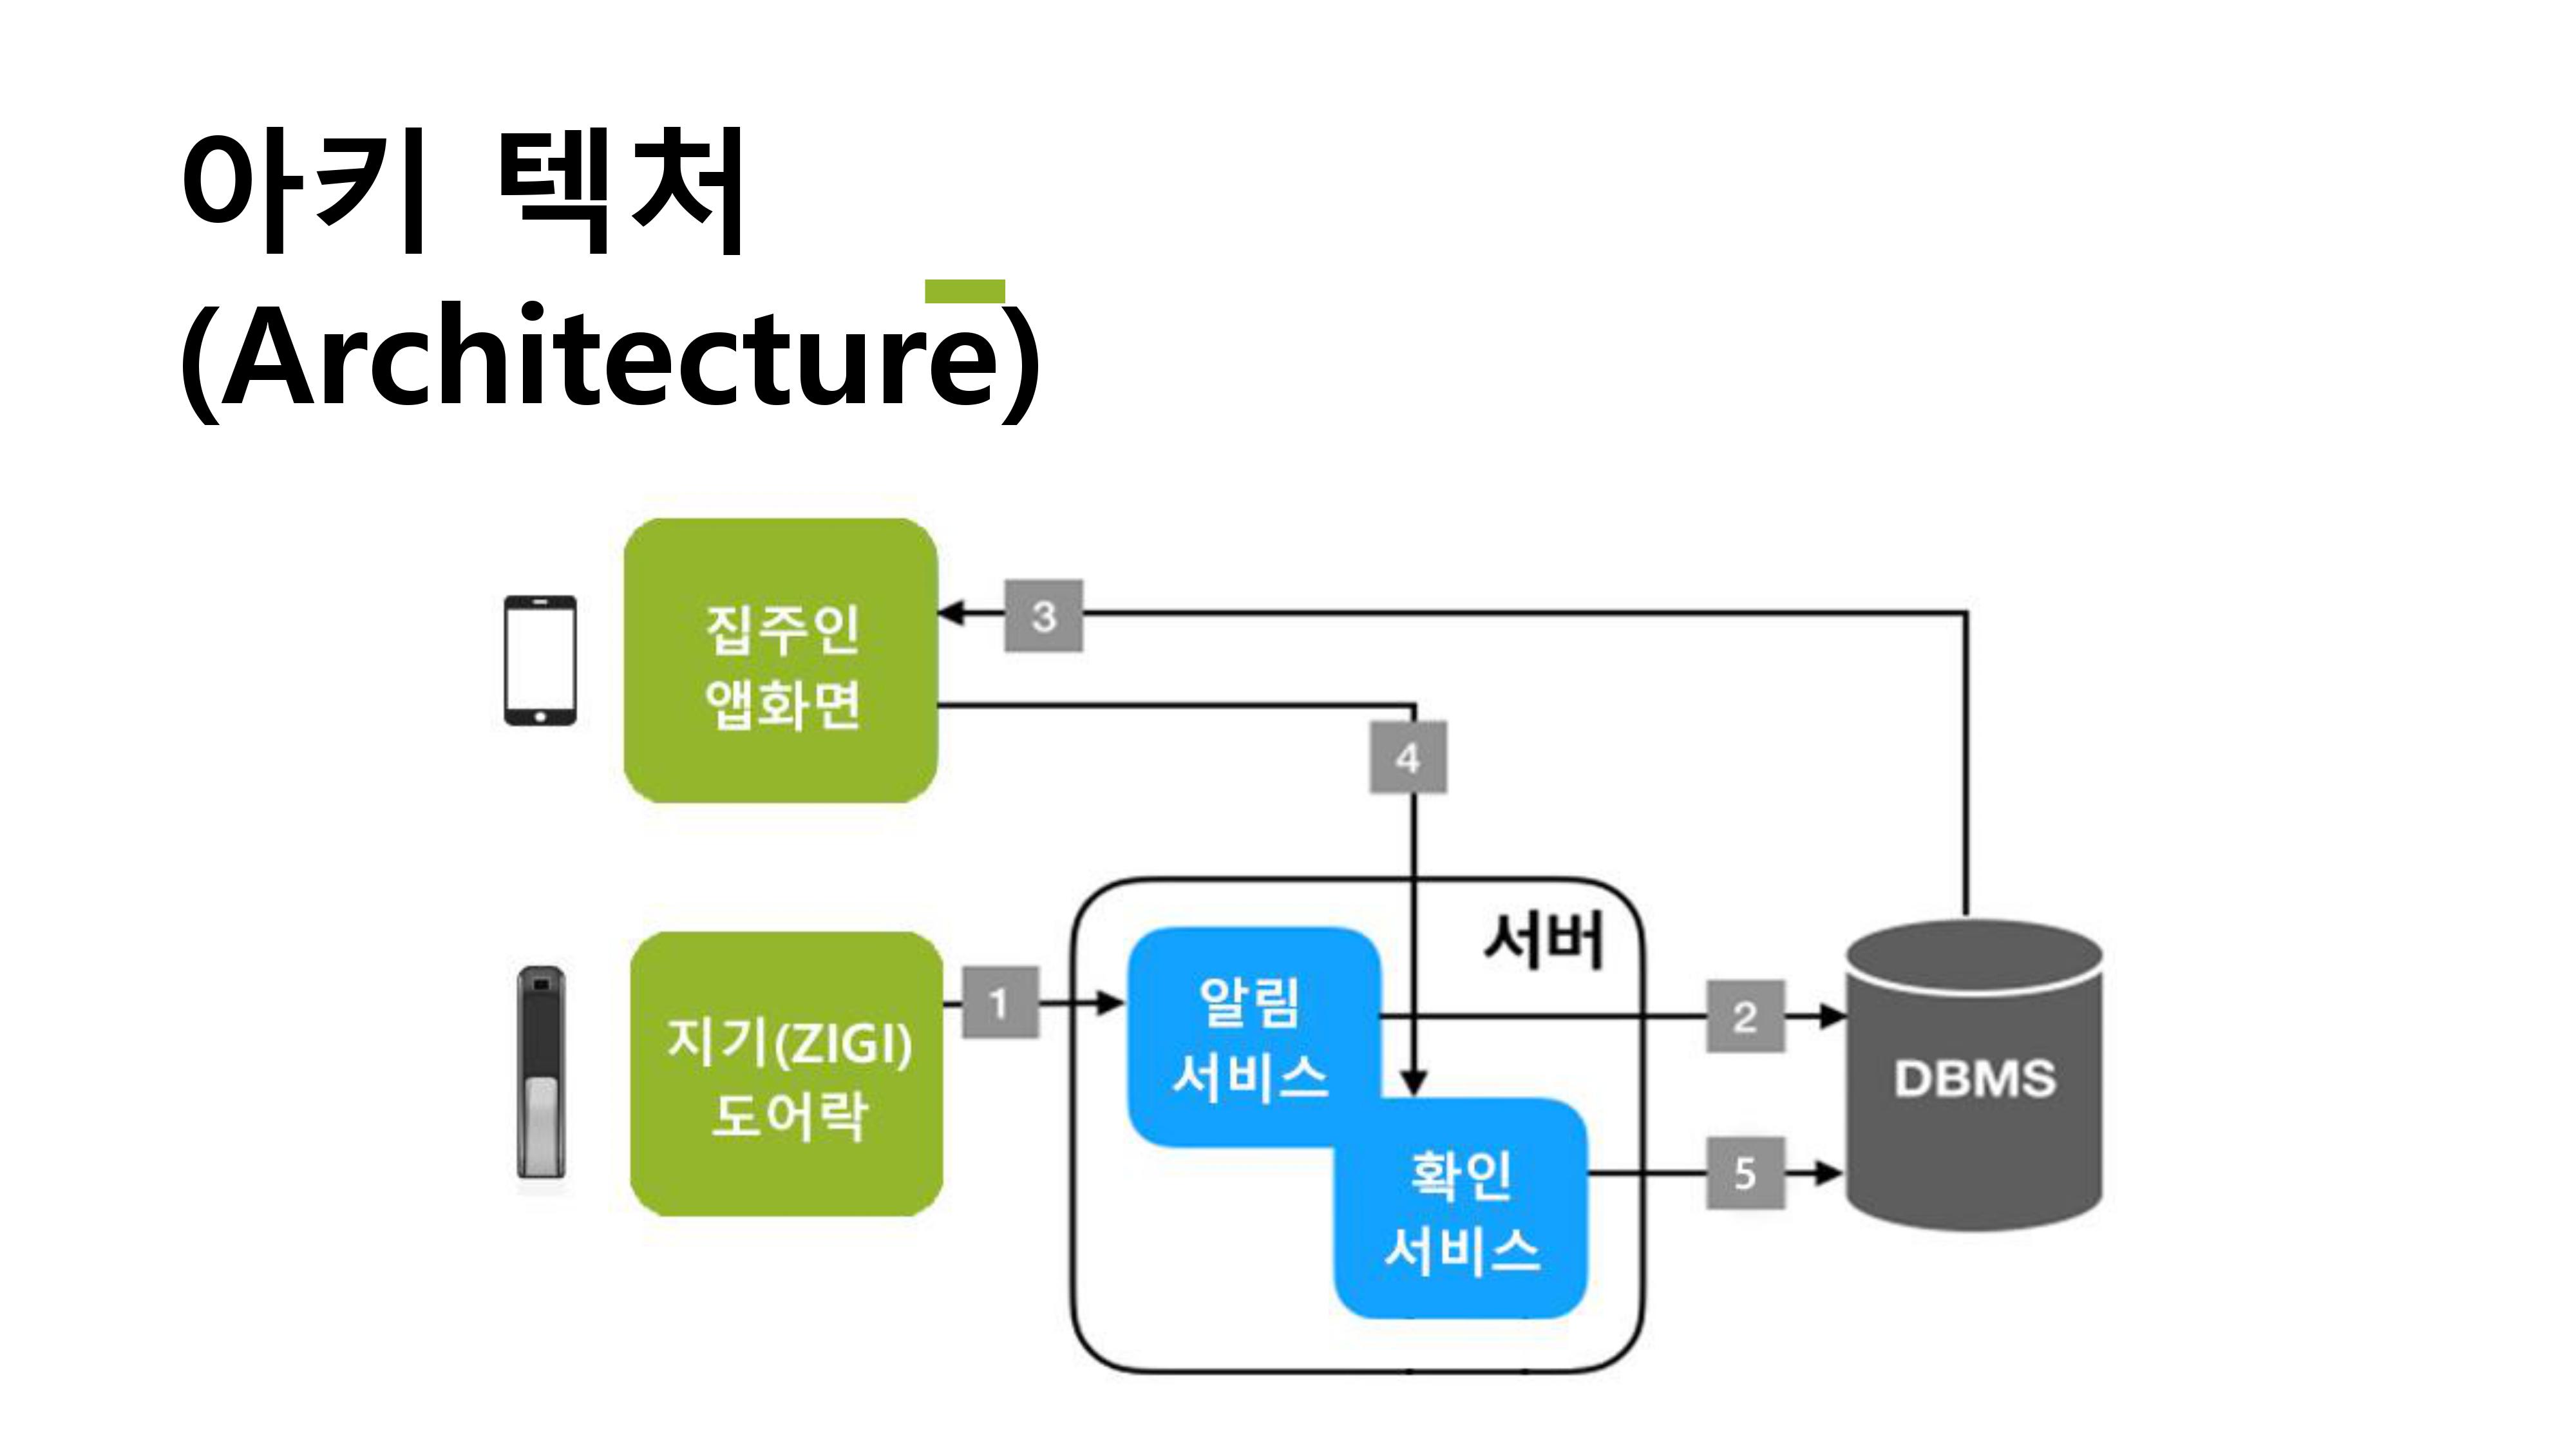 아키 텍처
(Architecture)
3
집주인
앱화면
4
서버
알림
서비스
1
지기(ZIGI)
도어락
2
DBMS
확인
서비스
5